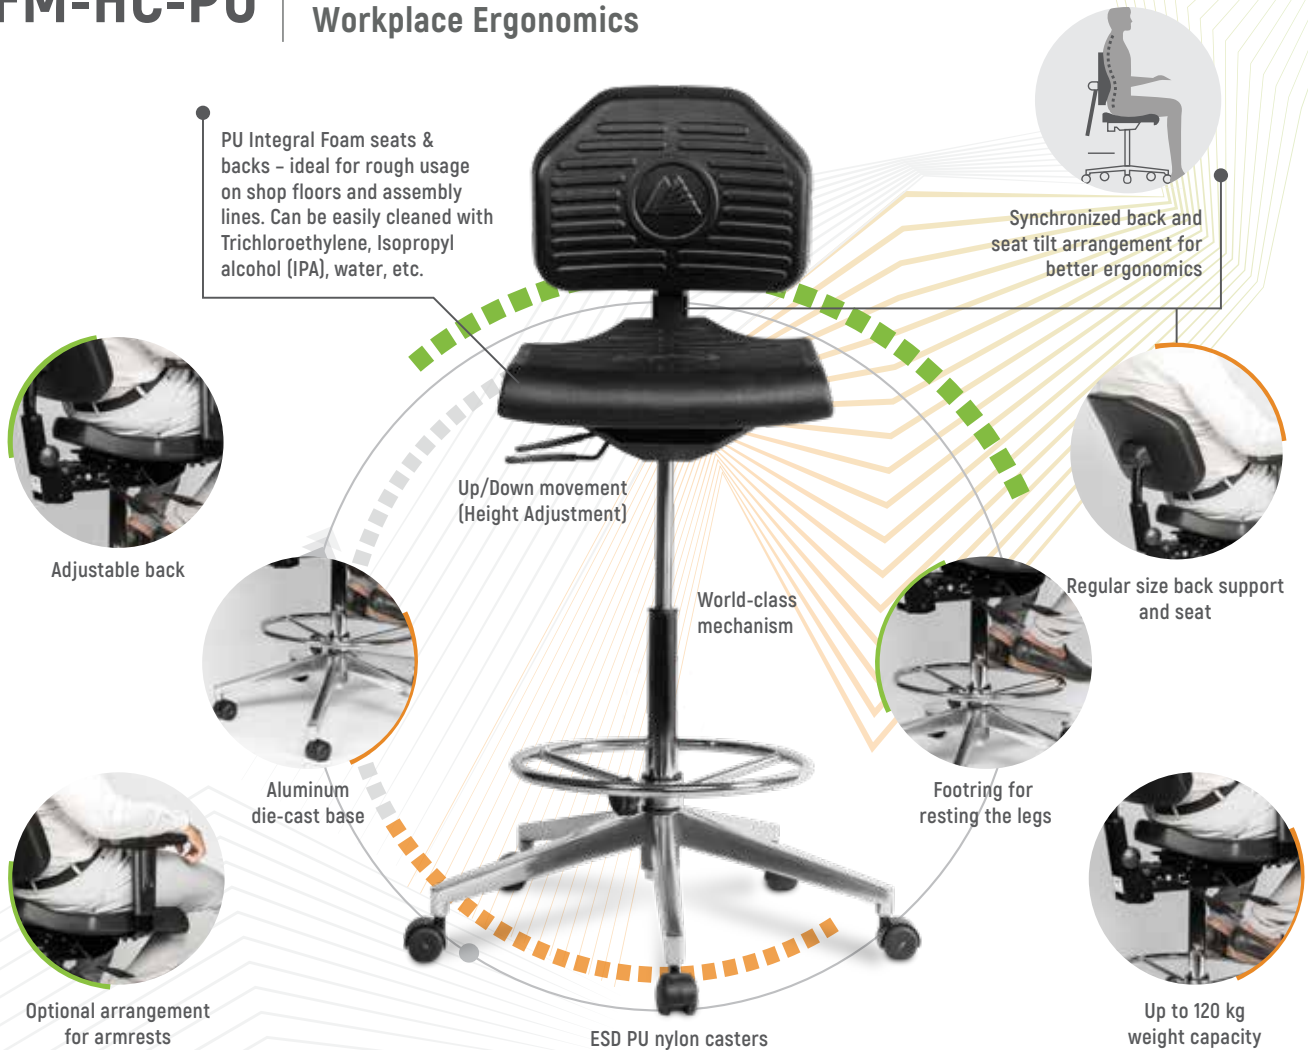 FM-HC-PU
Workplace Ergonomics
PU Integral Foam seats &
backs – ideal for rough usage
on shop floors and assembly
lines. Can be easily cleaned with
Trichloroethylene, Isopropyl
alcohol (IPA), water, etc.
Synchronized back and
seat tilt arrangement for
better ergonomics
Up/Down movement
(Height Adjustment)
Adjustable back
World-class
mechanism
Regular size back support
and seat
Aluminum
die-cast base
Footring for
resting the legs
Optional arrangement
for armrests
ESD PU nylon casters
Up to 120 kg
weight capacity